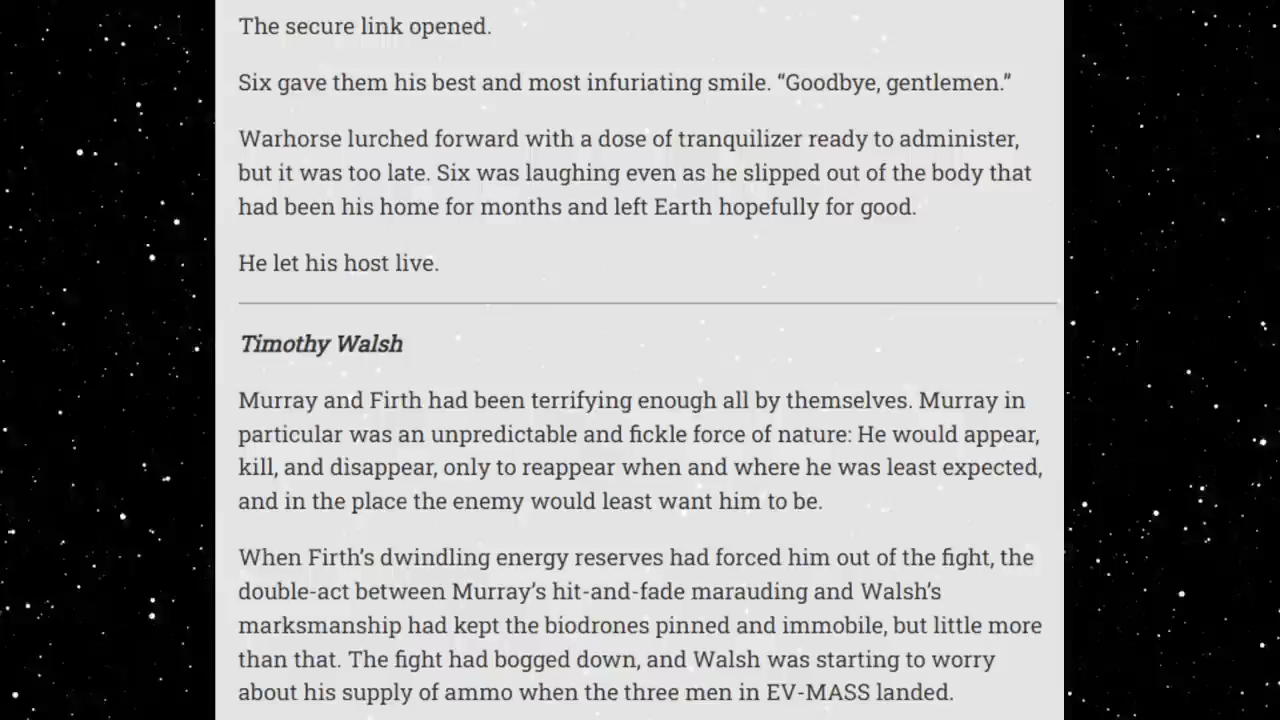 The secure link opened.
Six gave them his best and most infuriating smile. “Goodbye, gentlemen.”
Warhorse lurched forward with a dose of tranquilizer ready to administer,
but it was too late. Six was laughing even as he slipped out of the body that
had been his home for months and left Earth hopefully for good.
He let his host live.
Timothy Walsh
Murray and Firth had been terrifying enough all by themselves. Murray in
particular was an unpredictable and fickle force of nature: He would appear,
kill, and disappear, only to reappear when and where he was least expected,
and in the place the enemy would least want him to be.
When Firth’s dwindling energy reserves had forced him out of the fight, the
double-act between Murray’s hit-and-fade marauding and Walsh’s
marksmanship had kept the biodrones pinned and immobile, but little more
than that. The fight had bogged down, and Walsh was starting to worry
about his supply of ammo when the three men in EV-MASS landed.